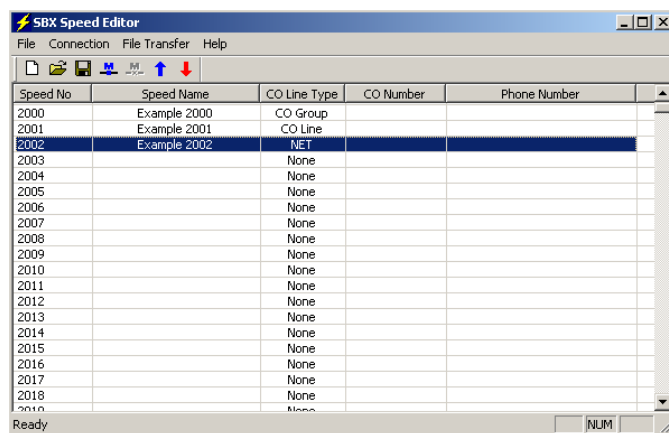 SBX Speed Editor
File Connection File Transfer Help
Speed No Speed Name CO Line Type CO Number Phone Number
2000 Example 2000 CO Group
2001 Example 2001 CO Line
2002 Example 2002 NET
2003 None
2004 None
2005 None
2006 None
2007 None
2008 None
2009 None
2010 None
2011 None
2012 None
2013 None
2014 None
2015 None
2016 None
2017 None
2018 None
2019 None
Ready NUM